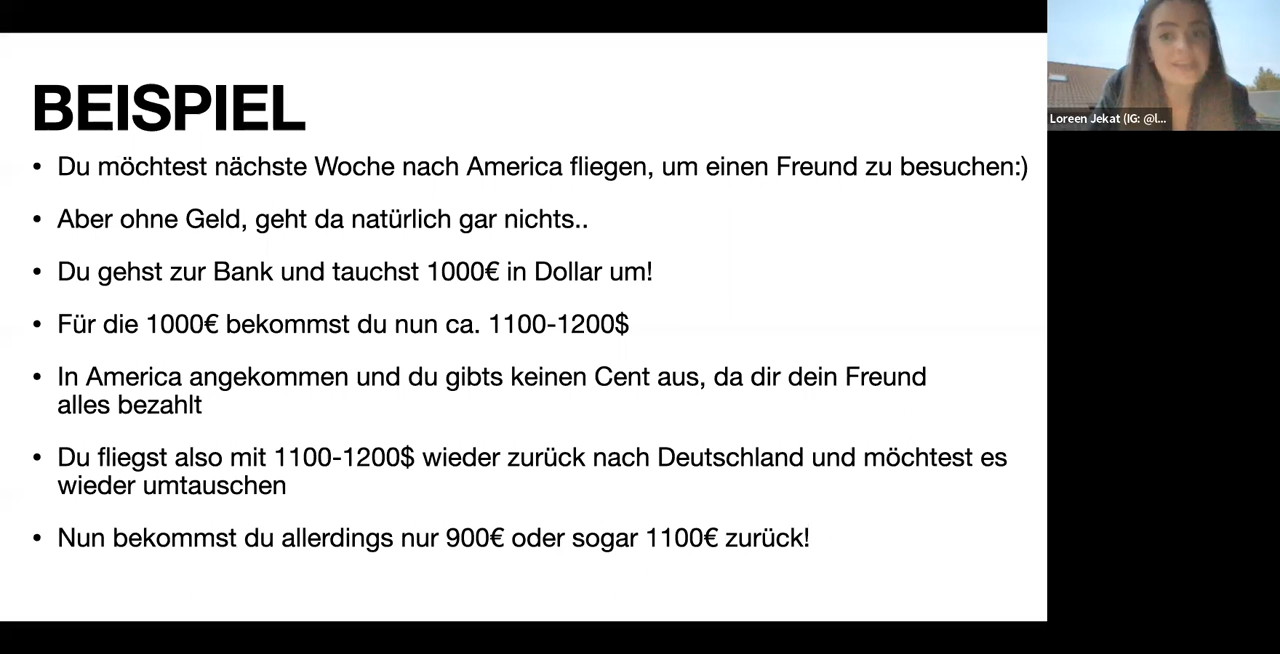 BEISPIEL
• Du möchtest nächste Woche nach America fliegen, um einen Freund zu besuchen:)
• Aber ohne Geld, geht da natürlich gar nichts..
• Du gehst zur Bank und tauchst 1000€ in Dollar um!
• Für die 1000€ bekommst du nun ca. 1100-1200$
• In America angekommen und du gibts keinen Cent aus, da dir dein Freund
alles bezahlt
• Du fliegst also mit 1100-1200$ wieder zurück nach Deutschland und möchtest es
wieder umtauschen
• Nun bekommst du allerdings nur 900€ oder sogar 1100€ zurück!
Loreen Jekat (IG: @l...